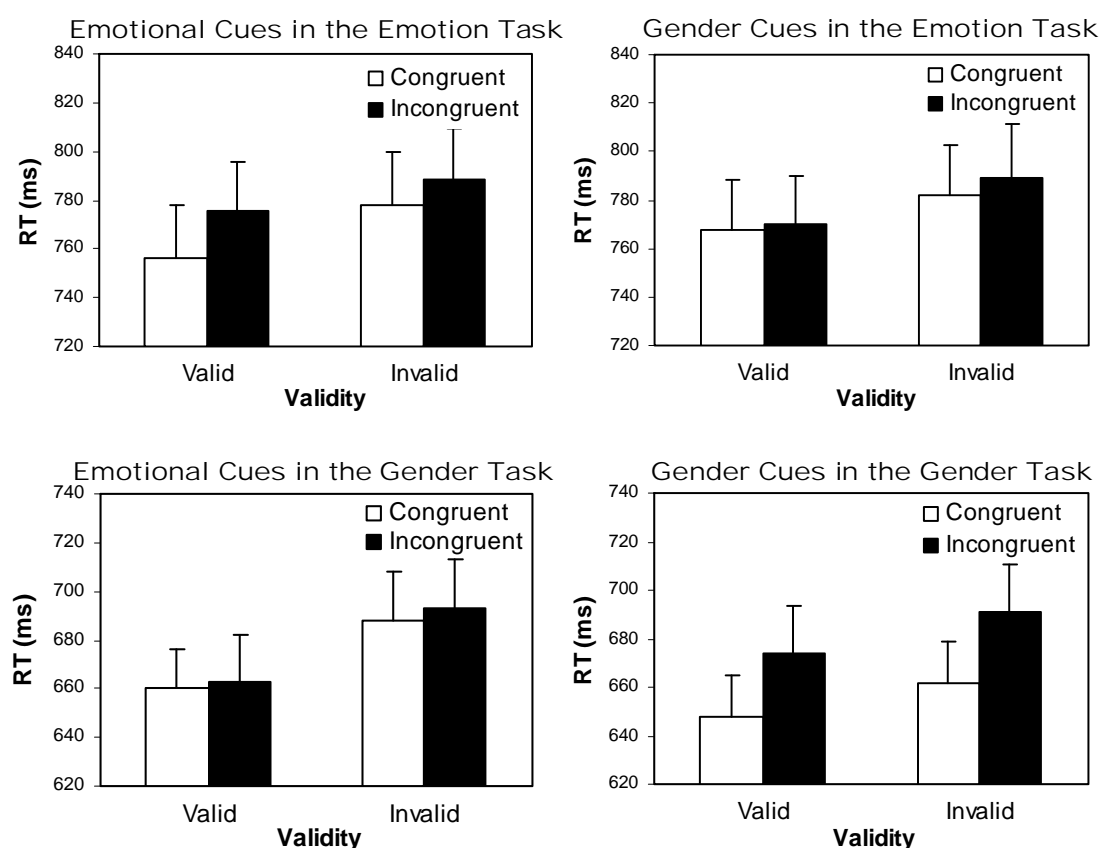 Emotional Cues in the Emotion Task
840
820
800
780
760
740
720
RT (ms)
Congruent
Incongruent
Valid
Invalid
Validity
Gender Cues in the Emotion Task
840
820
800
780
760
740
720
RT (ms)
Congruent
Incongruent
Valid
Invalid
Validity
Emotional Cues in the Gender Task
740
720
700
680
660
640
620
RT (ms)
Congruent
Incongruent
Valid
Invalid
Validity
Gender Cues in the Gender Task
740
720
700
680
660
640
620
RT (ms)
Congruent
Incongruent
Valid
Invalid
Validity